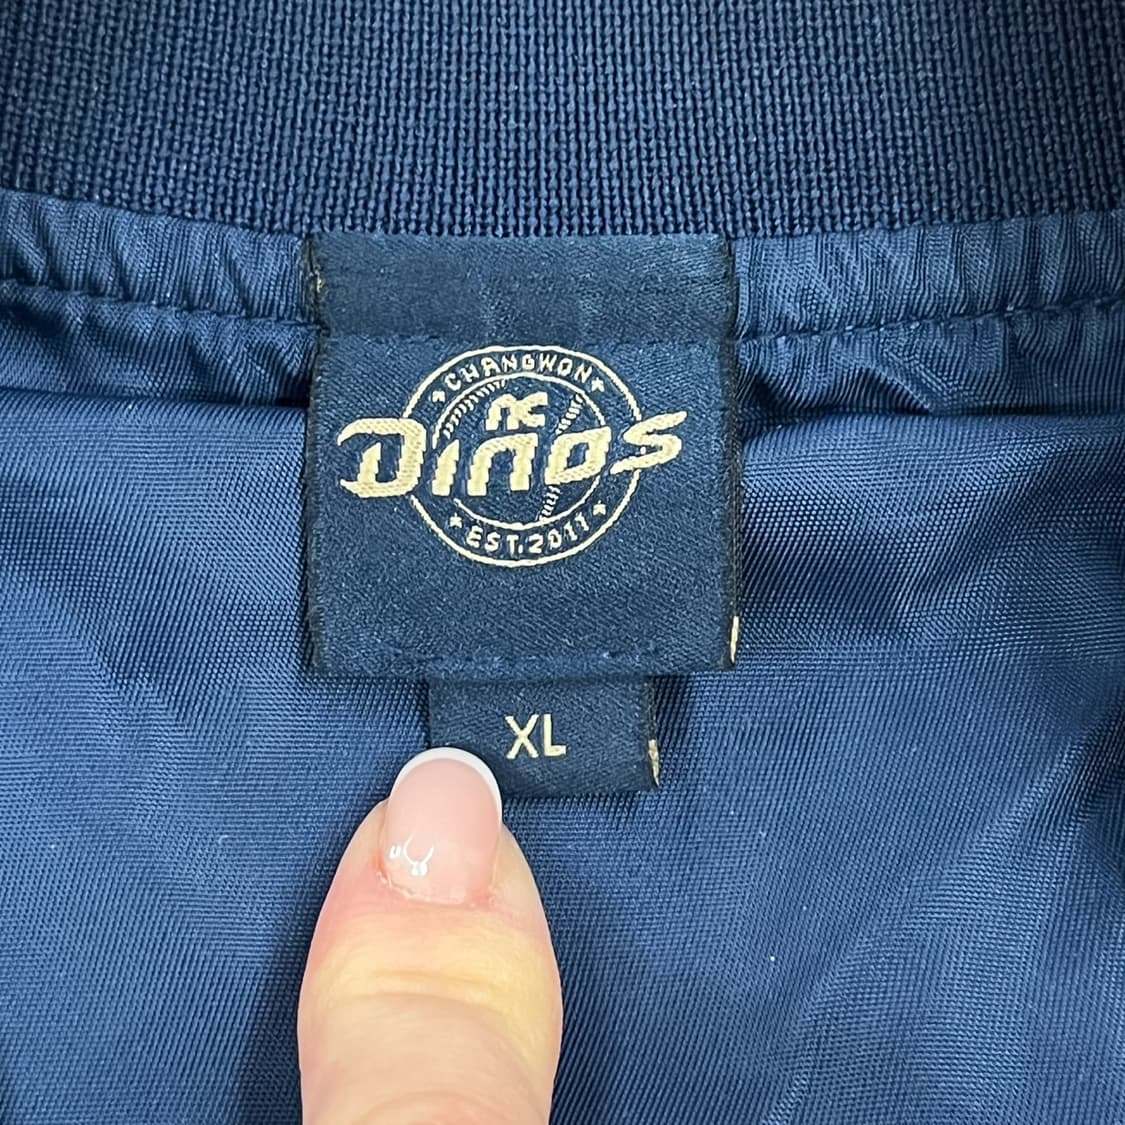 CHANGWON
NC
DINOS
EST. 2011
XL